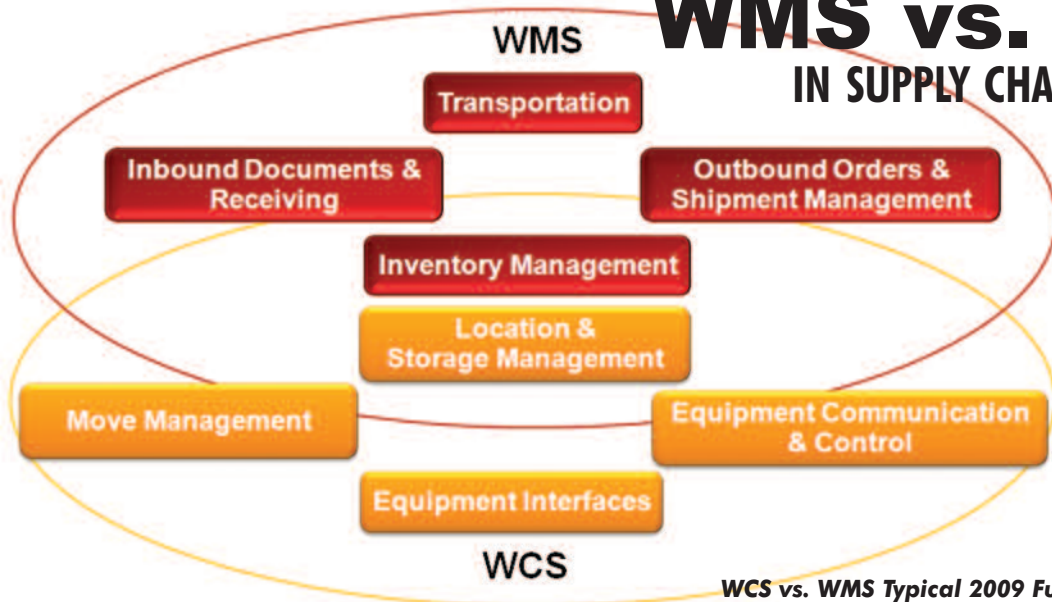 WMS vs.
IN SUPPLY CHA
WMS
Transportation
Inbound Documents &
Receiving
Outbound Orders &
Shipment Management
Inventory Management
Location &
Storage Management
Move Management
Equipment Communication
& Control
Equipment Interfaces
WCS
WCS vs. WMS Typical 2009 Fu